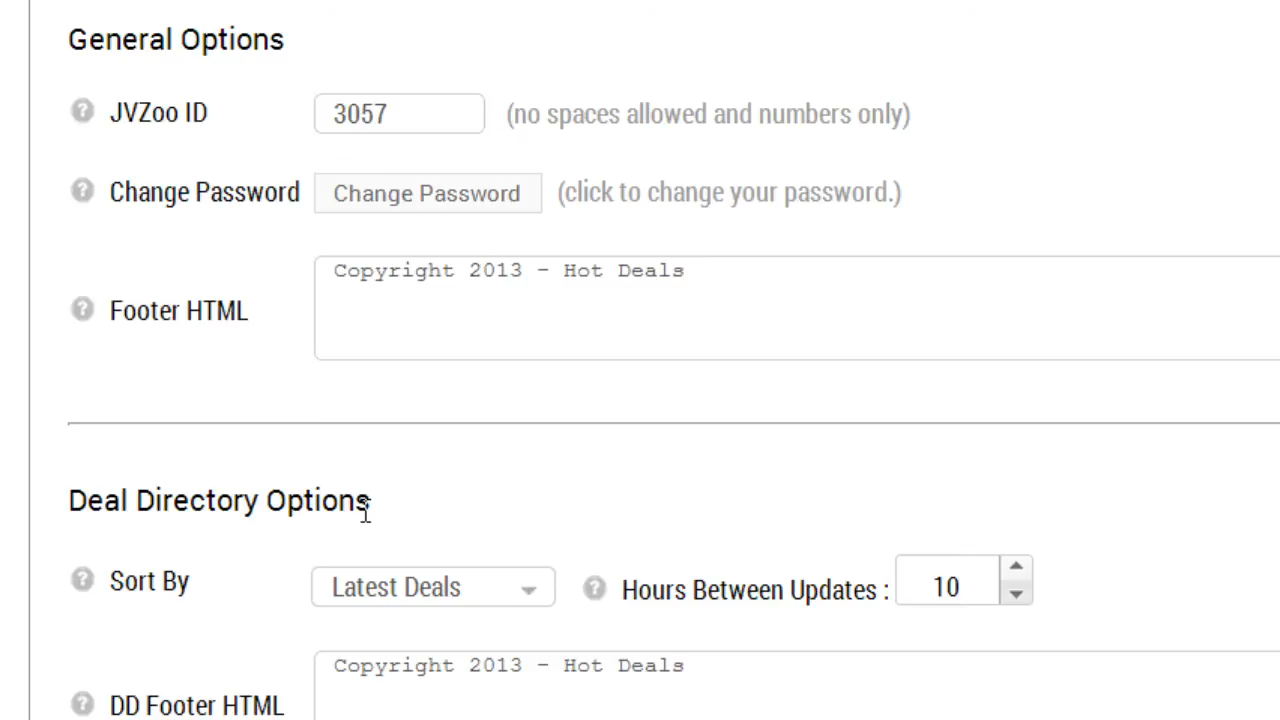 General Options
JVZoo ID 3057 (no spaces allowed and numbers only)
Change Password Change Password (click to change your password.)
Copyright 2013 - Hot Deals
Footer HTML
Deal Directory Options
Sort By Latest Deals Hours Between Updates : 10
Copyright 2013 - Hot Deals
DD Footer HTML